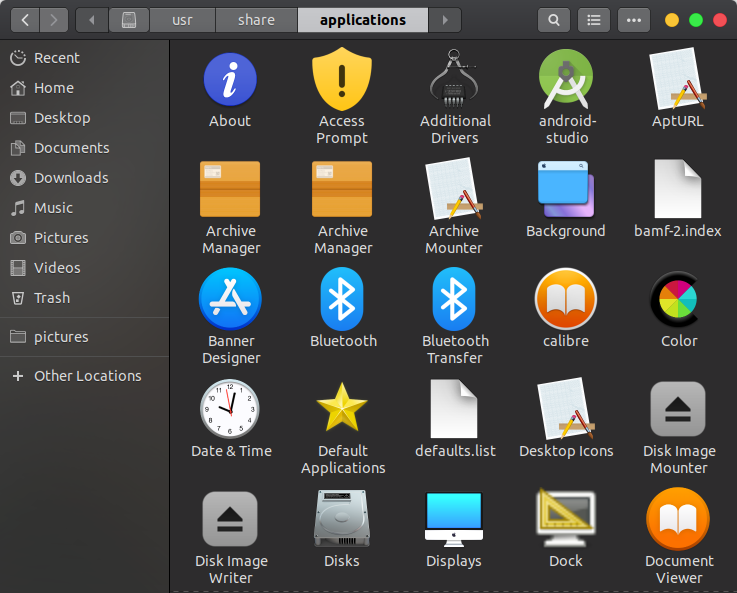 usr share applications
Recent
Home
Desktop
Documents
Downloads
Music
Pictures
Videos
Trash
pictures
Other Locations
About
Access
Prompt
Additional
Drivers
android-
studio
AptURL
Archive
Manager
Archive
Manager
Archive
Mounter
Background
bamf-2.index
Banner
Designer
Bluetooth
Bluetooth
Transfer
calibre
Color
Date & Time
Default
Applications
defaults.list
Desktop Icons
Disk Image
Mounter
Disk Image
Writer
Disks
Displays
Dock
Document
Viewer